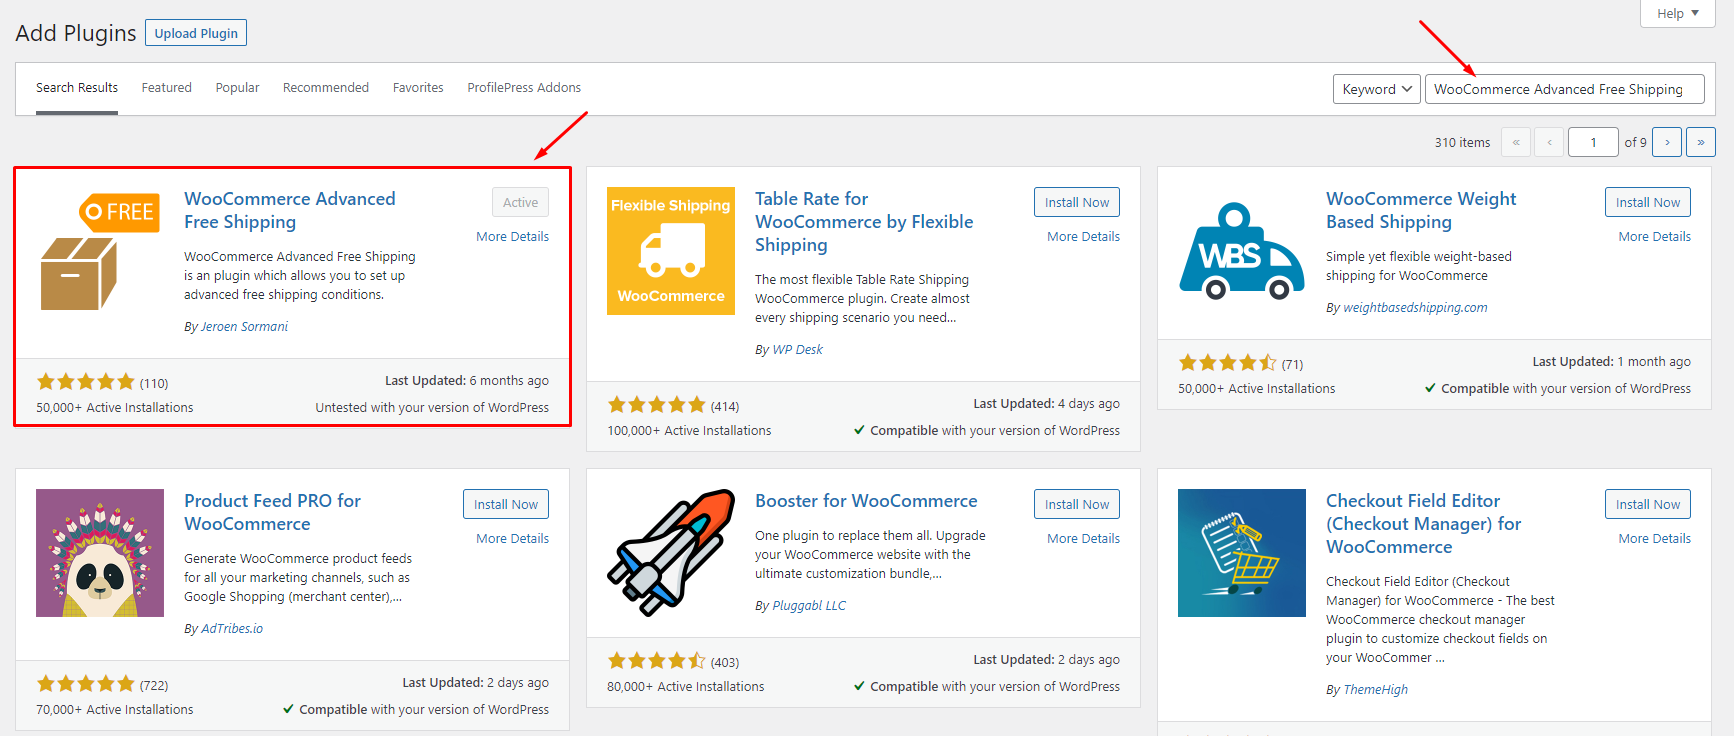 Help
Add Plugins Upload Plugin
Search Results Featured Popular Recommended Favorites ProfilePress Addons
Keyword WooCommerce Advanced Free Shipping
310 items « ‹ 1 of 9 › »
FREE
WooCommerce Advanced
Free Shipping
Active
More Details
WooCommerce Advanced Free Shipping
is an plugin which allows you to set up
advanced free shipping conditions.
By Jeroen Sormani
(110)
Last Updated: 6 months ago
50,000+ Active Installations
Untested with your version of WordPress
Flexible Shipping
WooCommerce
Table Rate for
WooCommerce by Flexible
Shipping
Install Now
More Details
The most flexible Table Rate Shipping
WooCommerce plugin. Create almost
every shipping scenario you need...
By WP Desk
(414)
Last Updated: 4 days ago
100,000+ Active Installations
Compatible with your version of WordPress
WBS
WooCommerce Weight
Based Shipping
Install Now
More Details
Simple yet flexible weight-based
shipping for WooCommerce
By weightbasedshipping.com
(71)
Last Updated: 1 month ago
50,000+ Active Installations
Compatible with your version of WordPress
Product Feed PRO for
WooCommerce
Install Now
More Details
Generate WooCommerce product feeds
for all your marketing channels, such as
Google Shopping (merchant center),...
By AdTribes.io
(722)
Last Updated: 2 days ago
70,000+ Active Installations
Compatible with your version of WordPress
Booster for WooCommerce
Install Now
More Details
One plugin to replace them all. Upgrade
your WooCommerce website with the
ultimate customization bundle,...
By Pluggabl LLC
(403)
Last Updated: 2 days ago
80,000+ Active Installations
Compatible with your version of WordPress
Checkout Field Editor
(Checkout Manager) for
WooCommerce
Install Now
More Details
Checkout Field Editor (Checkout
Manager) for WooCommerce - The best
WooCommerce checkout manager
plugin to customize checkout fields on
your WooCommer ...
By ThemeHigh